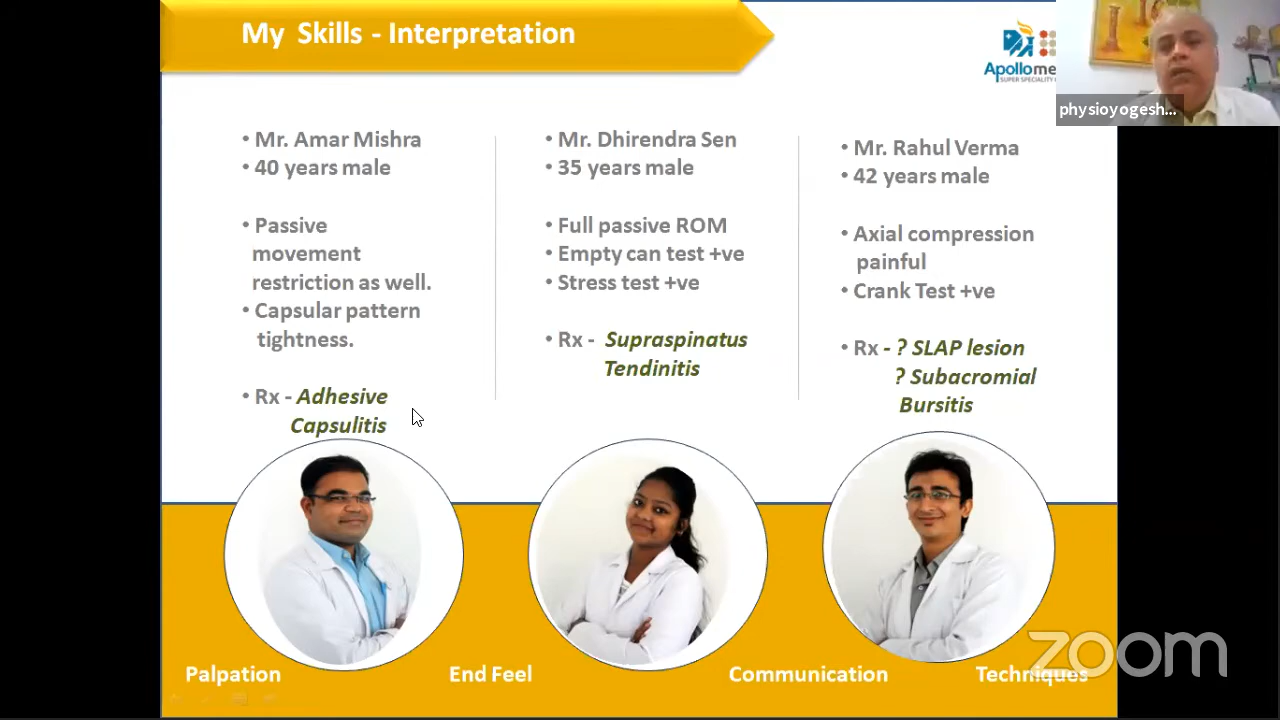 My Skills - Interpretation
Apollome
SUPER SPECIALITY
physioyogesh...
• Mr. Amar Mishra
• 40 years male
• Passive
movement
restriction as well.
• Capsular pattern
tightness.
• Rx - Adhesive
Capsulitis
• Mr. Dhirendra Sen
• 35 years male
• Full passive ROM
• Empty can test +ve
• Stress test +ve
• Rx - Supraspinatus
Tendinitis
• Mr. Rahul Verma
• 42 years male
• Axial compression
painful
• Crank Test +ve
• Rx - ? SLAP lesion
? Subacromial
Bursitis
Palpation
End Feel
Communication
Techniques
zoom